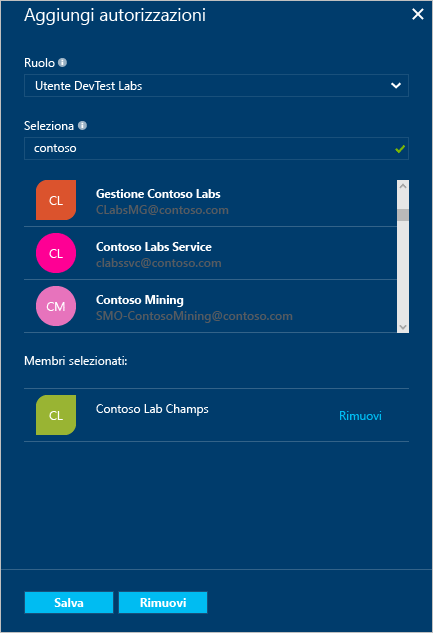 Aggiungi autorizzazioni
Ruolo
Utente DevTest Labs
Seleziona
contoso
CL
Gestione Contoso Labs
CLabsMG@contoso.com
CL
Contoso Labs Service
clabssvc@contoso.com
CM
Contoso Mining
SMO-ContosoMining@contoso.com
Membri selezionati:
CL
Contoso Lab Champs
Rimuovi
Salva
Rimuovi